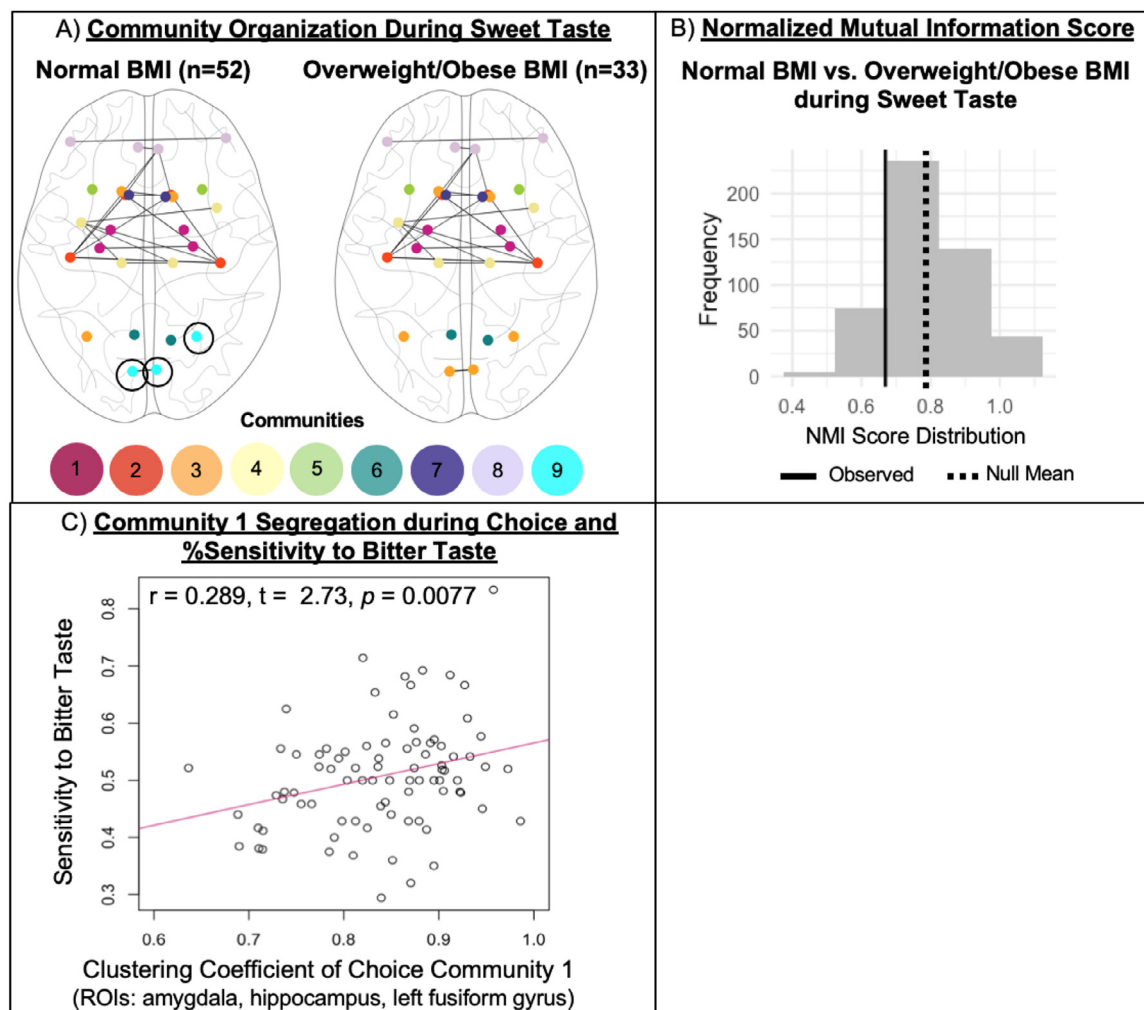 A) Community Organization During Sweet Taste
Normal BMI (n=52)
Overweight/Obese BMI (n=33)
Communities
1 2 3 4 5 6 7 8 9
B) Normalized Mutual Information Score
Normal BMI vs. Overweight/Obese BMI
during Sweet Taste
Frequency
200
150
100
50
0
0.4 0.6 0.8 1.0
NMI Score Distribution
Observed Null Mean
C) Community 1 Segregation during Choice and
%Sensitivity to Bitter Taste
r = 0.289, t = 2.73, p = 0.0077
Sensitivity to Bitter Taste
0.8
0.7
0.6
0.5
0.4
0.3
0.6 0.7 0.8 0.9 1.0
Clustering Coefficient of Choice Community 1
(ROIs: amygdala, hippocampus, left fusiform gyrus)